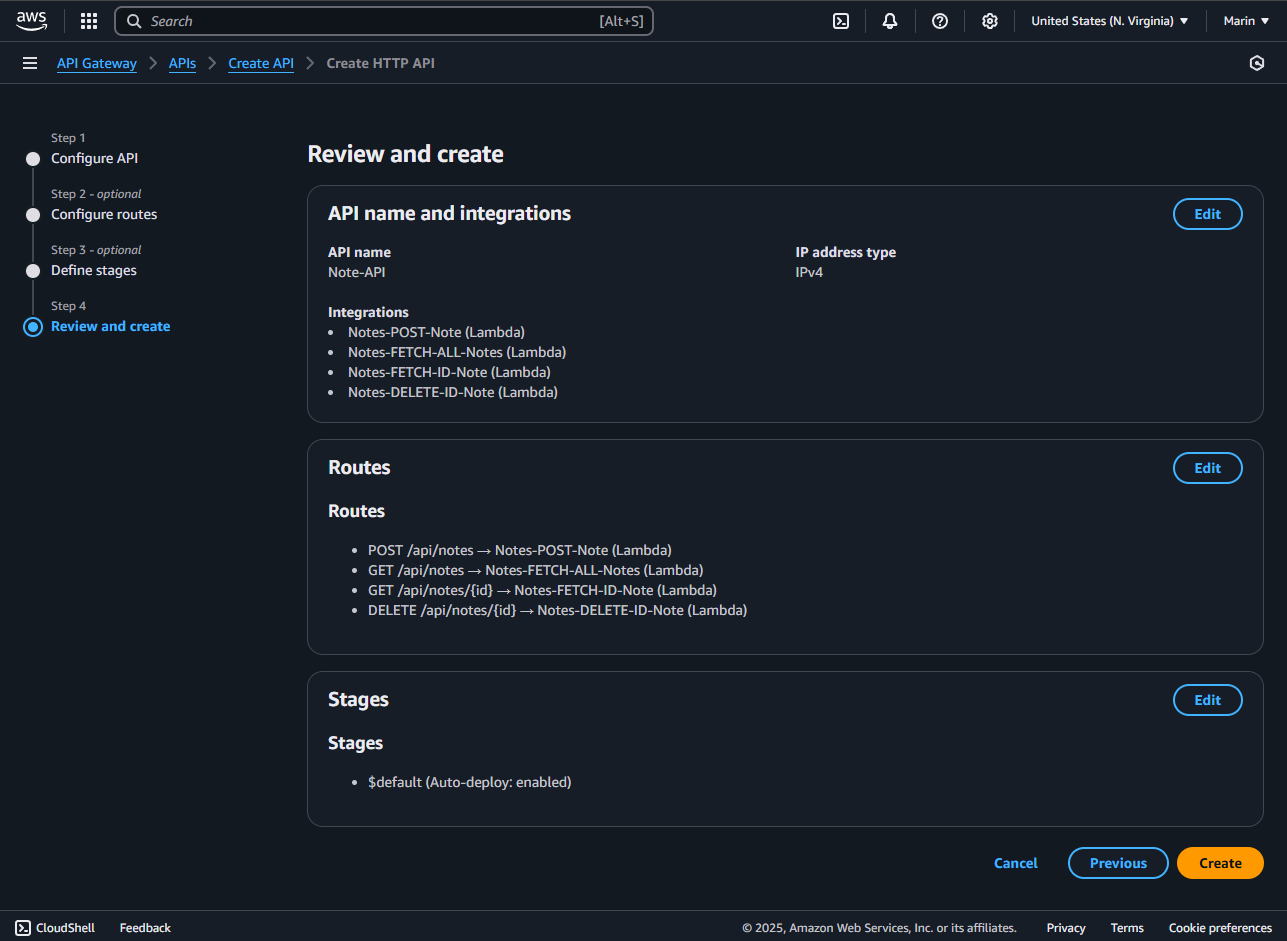 aws
Search [Alt+S]
United States (N. Virginia) ▼
Marin ▼
API Gateway > APIs > Create API > Create HTTP API
Step 1
Configure API
Step 2 - optional
Configure routes
Step 3 - optional
Define stages
Step 4
Review and create
Review and create
API name and integrations
Edit
API name
Note-API
IP address type
IPv4
Integrations
• Notes-POST-Note (Lambda)
• Notes-FETCH-ALL-Notes (Lambda)
• Notes-FETCH-ID-Note (Lambda)
• Notes-DELETE-ID-Note (Lambda)
Routes
Edit
Routes
• POST /api/notes → Notes-POST-Note (Lambda)
• GET /api/notes → Notes-FETCH-ALL-Notes (Lambda)
• GET /api/notes/{id} → Notes-FETCH-ID-Note (Lambda)
• DELETE /api/notes/{id} → Notes-DELETE-ID-Note (Lambda)
Stages
Edit
Stages
• $default (Auto-deploy: enabled)
Cancel
Previous
Create
CloudShell
Feedback
© 2025, Amazon Web Services, Inc. or its affiliates.
Privacy
Terms
Cookie preferences